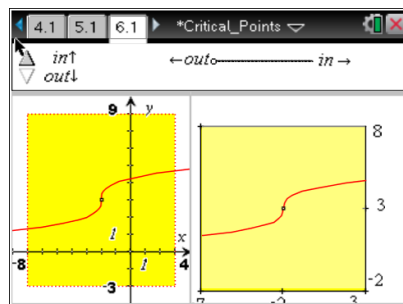 4.1 5.1 6.1 *Critical_Points
in↑ ←out in→
out↓
9 y
8
1 x
3
-8 1 4
-3
-2
-7 -2 3